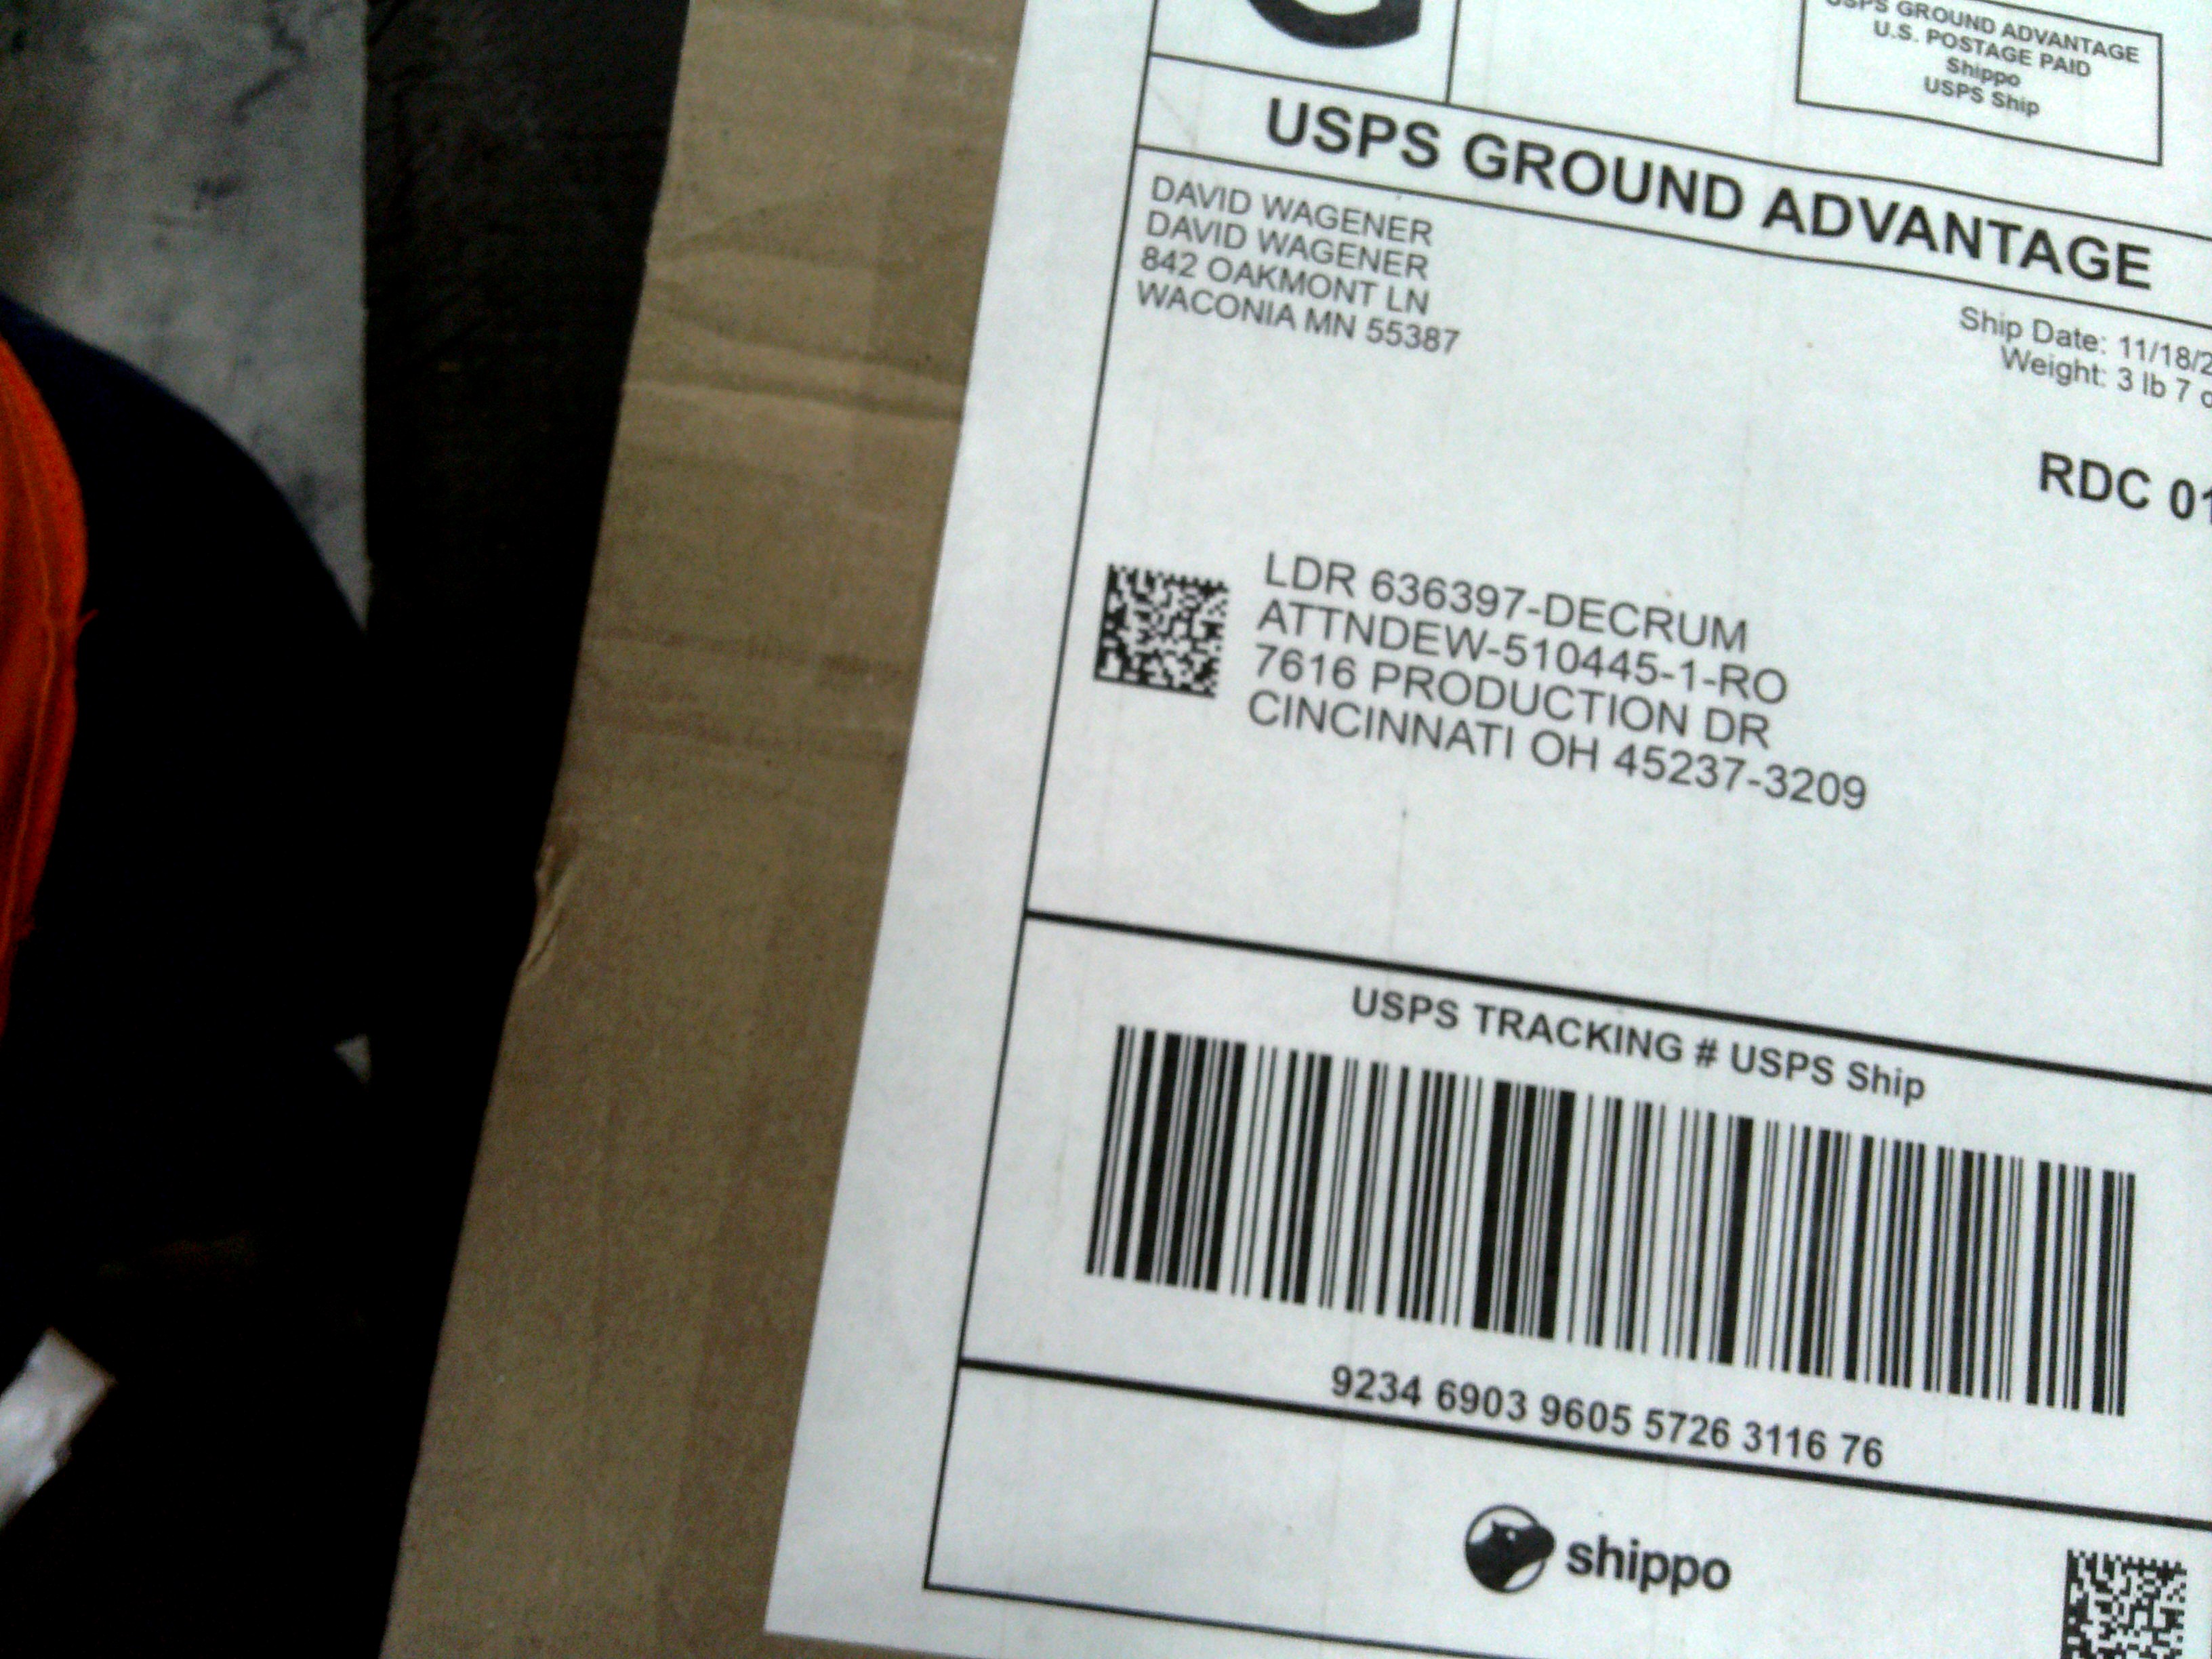 USPS GROUND ADVANTAGE
U.S. POSTAGE PAID
Shippo
USPS Ship
USPS GROUND ADVANTAGE
DAVID WAGENER
DAVID WAGENER
842 OAKMONT LN
WACONIA MN 55387
Ship Date: 11/18/2
Weight: 3 lb 7
RDC 01
LDR 636397-DECRUM
ATTNDEW-510445-1-RO
7616 PRODUCTION DR
CINCINNATI OH 45237-3209
USPS TRACKING # USPS Ship
9234 6903 9605 5726 3116 76
shippo